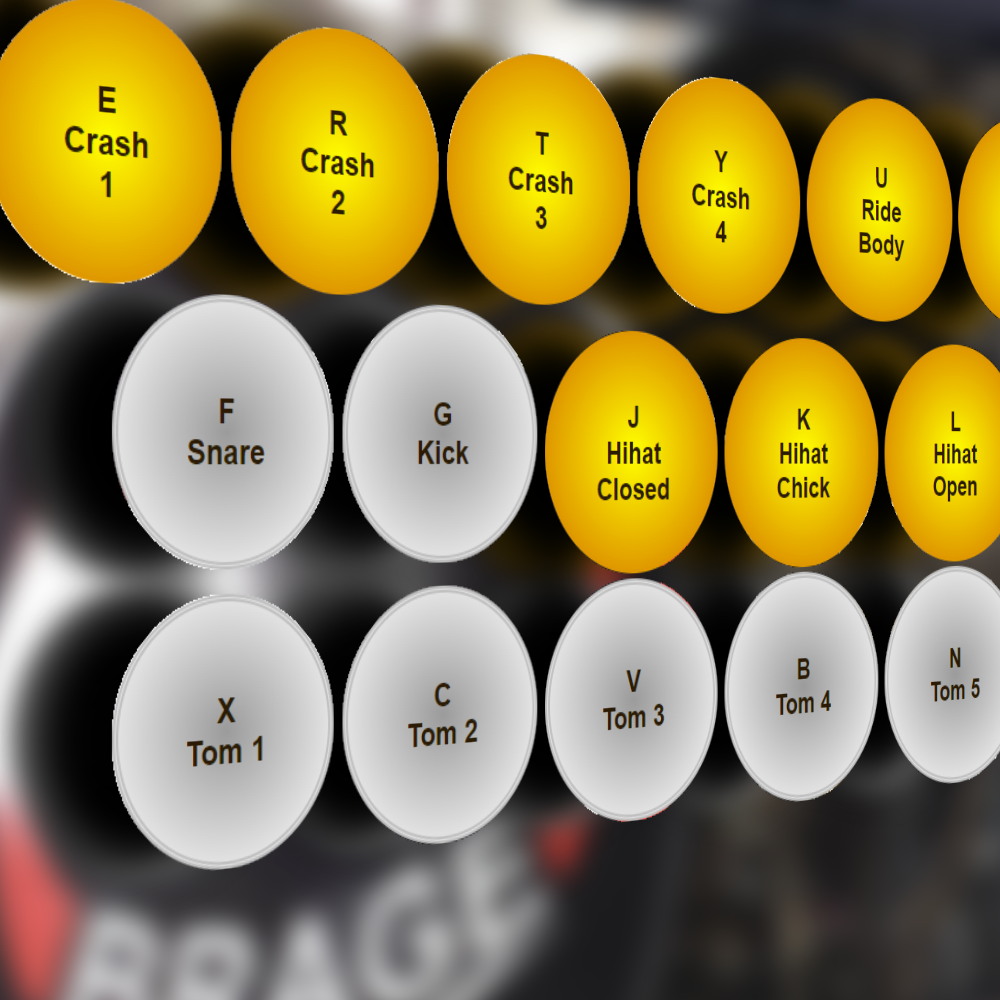 E
Crash
1
R
Crash
2
T
Crash
3
Y
Crash
4
U
Ride
Body
F
Snare
G
Kick
J
Hihat
Closed
K
Hihat
Chick
L
Hihat
Open
X
Tom 1
C
Tom 2
V
Tom 3
B
Tom 4
N
Tom 5